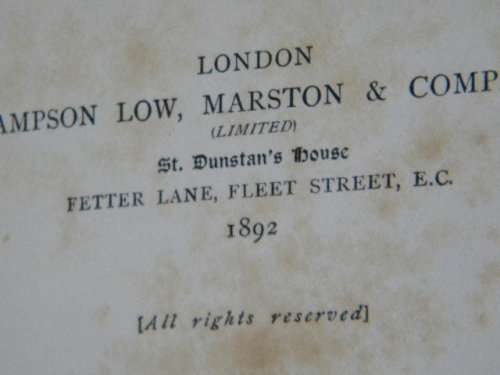 LONDON
AMPSON LOW, MARSTON & COMP
(LIMITED)
St. Dunstan's House
FETTER LANE, FLEET STREET, E.C.
1892
[All rights reserved]